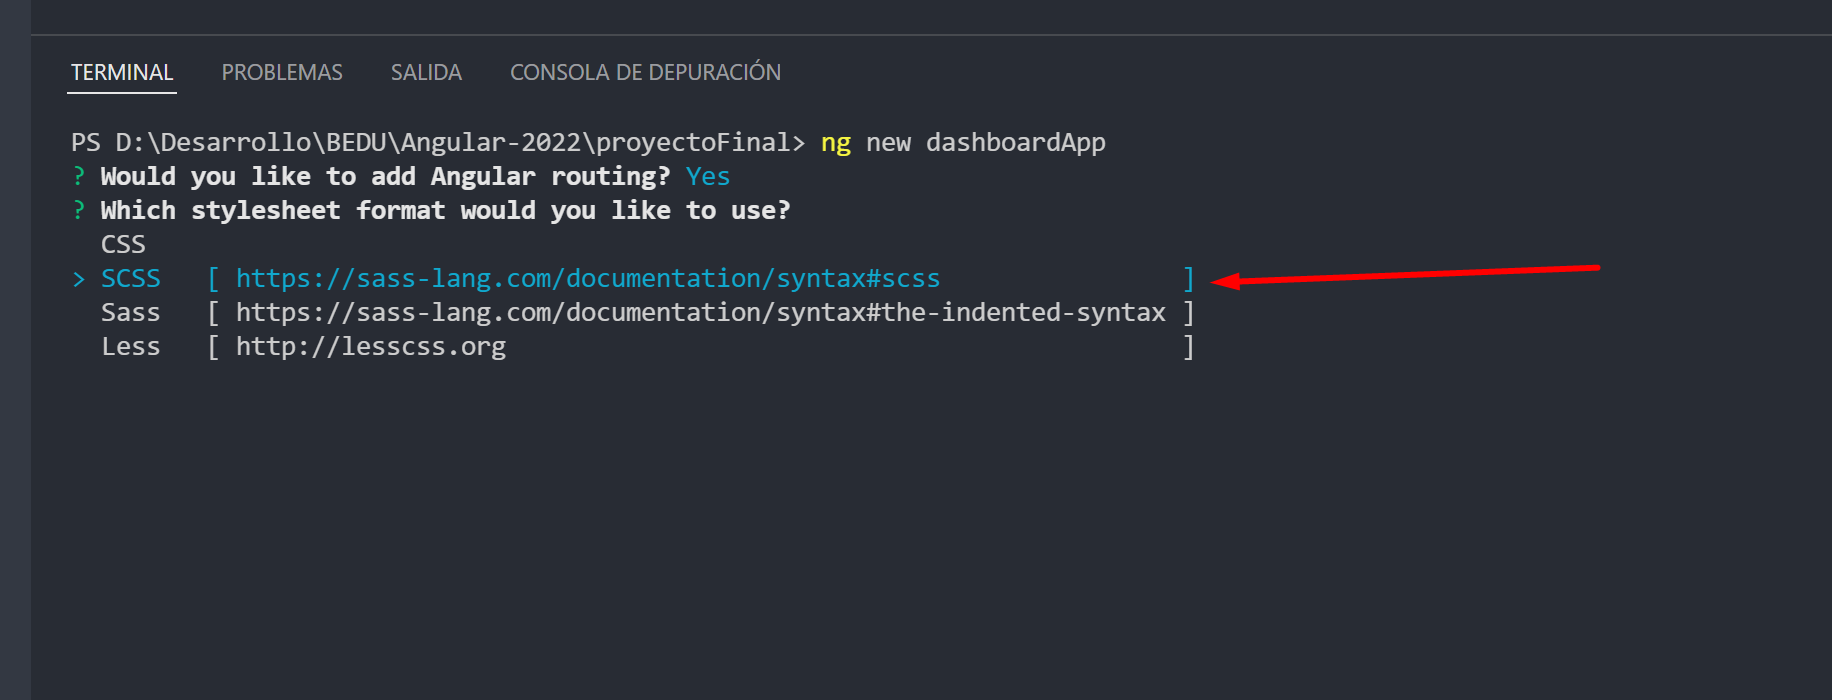 TERMINAL PROBLEMAS SALIDA CONSOLA DE DEPURACIÓN
PS D:\Desarrollo\BEDU\Angular-2022\proyectoFinal> ng new dashboardApp
? Would you like to add Angular routing? Yes
? Which stylesheet format would you like to use?
CSS
> SCSS [ https://sass-lang.com/documentation/syntax#scss ]
Sass [ https://sass-lang.com/documentation/syntax#the-indented-syntax ]
Less [ http://lesscss.org ]